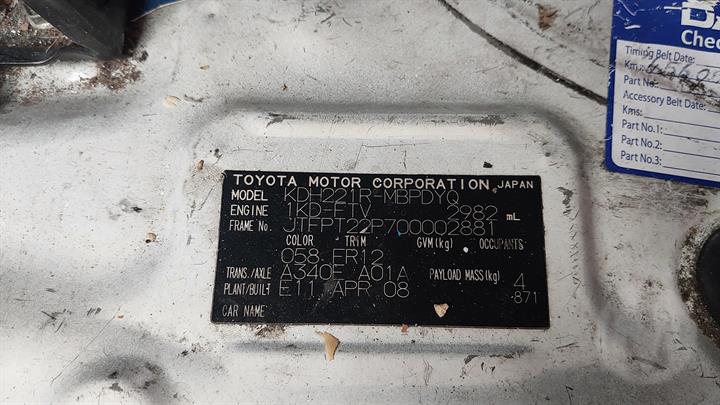 TOYOTA MOTOR CORPORATION JAPAN
MODEL KDH221R-MBPDYQ
ENGINE 1KD-FTV 2982 mL
FRAME No. JTFPT22P700002881
COLOR TRIM GVM(kg) OCCUPANTS
058 FR12
TRANS./AXLE A340E A01A PAYLOAD MASS(kg) 4
PLANT/BUILT E11 APR 08 -871
CAR NAME
Chec
Timing Belt Date:
Kms:
Part No:
Accessory Belt Date:
Kms:
Part No.1:
Part No.2:
Part No.3: